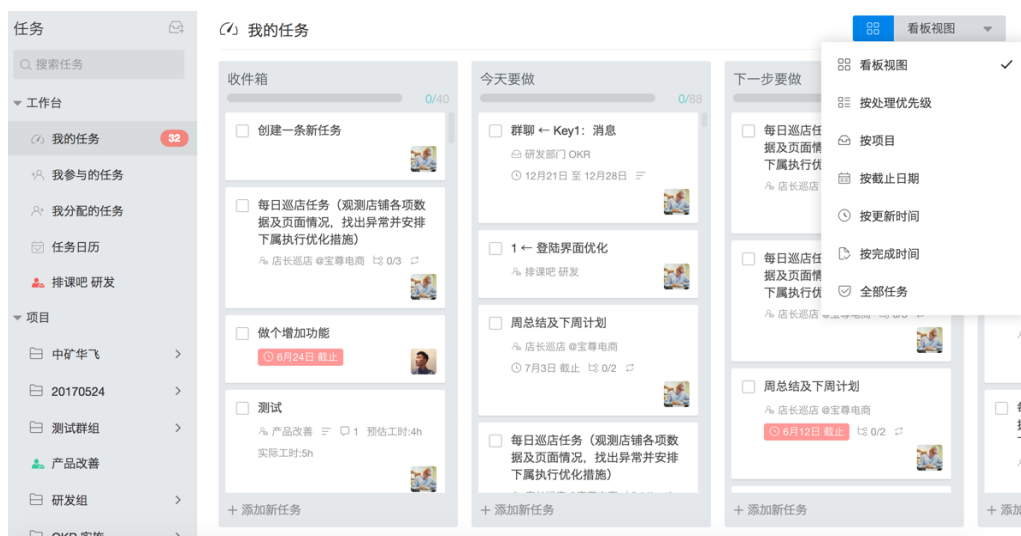 任务
搜索任务
工作台
我的任务
32
我参与的任务
我分配的任务
任务日历
排课吧 研发
项目
中矿华飞
20170524
测试群组
产品改善
研发组
我的任务
看板视图
收件箱
0/40
创建一条新任务
每日巡店任务（观测店铺各项数
据及页面情况，找出异常并安排
下属执行优化措施）
店长巡店 @宝尊电商 0/3
做个增加功能
6月24日 截止
测试
产品改善 1 预估工时:4h
实际工时:5h
+ 添加新任务
今天要做
0/88
群聊 ← Key1：消息
研发部门 OKR
12月21日 至 12月28日
1 ← 登陆界面优化
排课吧 研发
周总结及下周计划
店长巡店 @宝尊电商
7月3日 截止 0/2
每日巡店任务（观测店铺各项数
据及页面情况，找出异常并安排
下属执行优化措施）
+ 添加新任务
下一步要做
每日巡店任
据及页面情
下属执行优
店长巡店
每日巡店任
据及页面情
下属执行优
店长巡店
周总结及下周计划
店长巡店 @宝尊电商
6月12日 截止 0/2
+ 添加新任务
+ 添加
看板视图
按处理优先级
按项目
按截止日期
按更新时间
按完成时间
全部任务